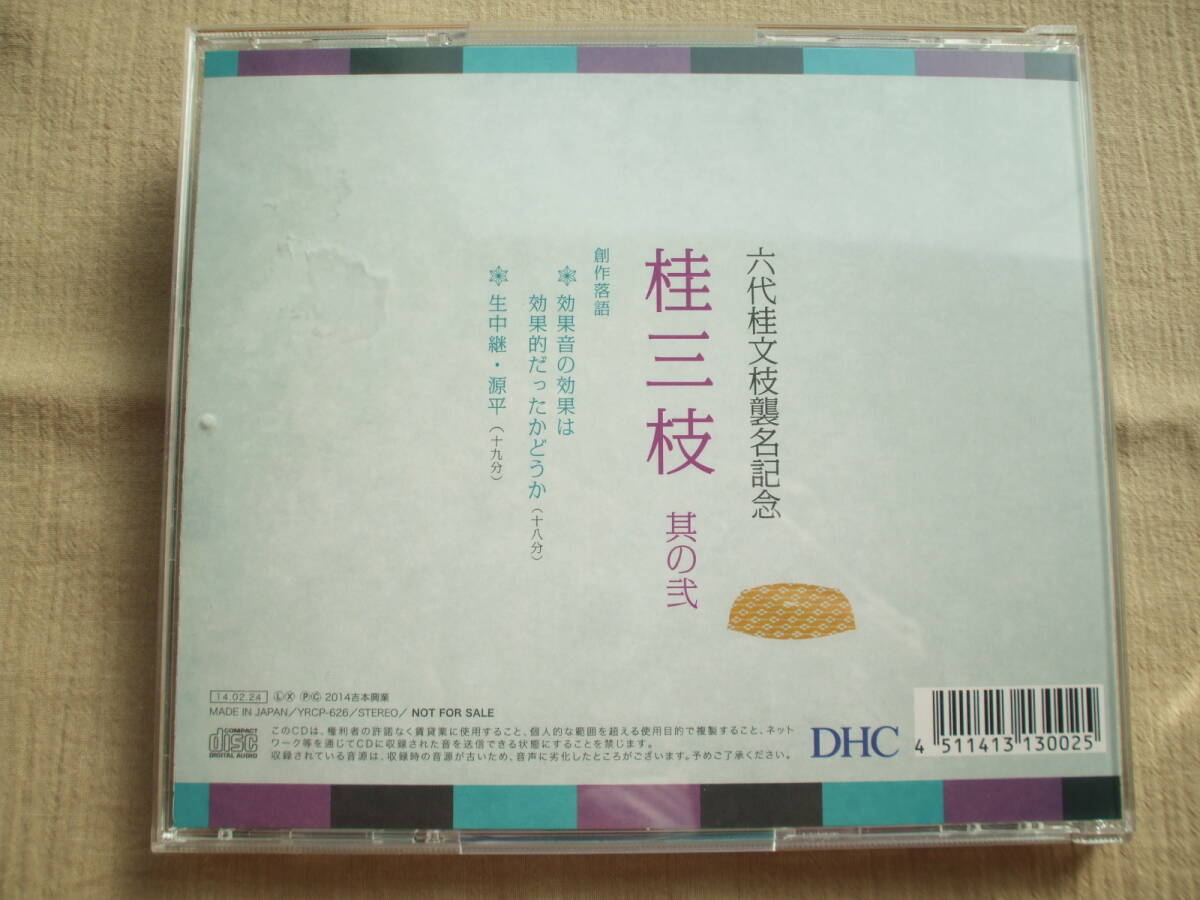 六代桂文枝襲名記念
桂三枝 其の弐
創作落語
効果音の効果は
効果的だったかどうか（十八分）
生中継・源平（十九分）
14.02.24 Ⓛ Ⓧ Ⓟ Ⓒ 2014吉本興業
MADE IN JAPAN／YRCP-626／STEREO／ NOT FOR SALE
COMPACT
disc
DIGITAL AUDIO
このCDは、権利者の許諾なく賃貸業に使用すること、個人的な範囲を超える使用目的で複製すること、ネット
ワーク等を通じてCDに収録された音を送信できる状態にすることを禁じます。
収録されている音源は、収録時の音源が古いため、音声に劣化したところがございます。予めご了承ください。
DHC
4 511413 130025